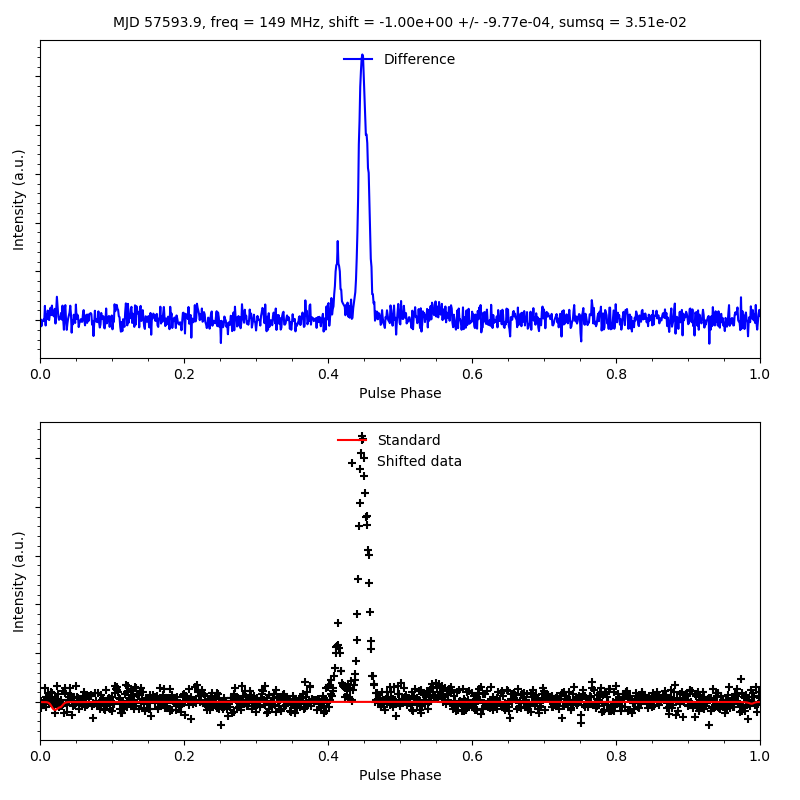 MJD 57593.9, freq = 149 MHz, shift = -1.00e+00 +/- -9.77e-04, sumsq = 3.51e-02
Difference
Intensity (a.u.)
0.0 0.2 0.4 0.6 0.8 1.0
Pulse Phase
Standard
Shifted data
Intensity (a.u.)
0.0 0.2 0.4 0.6 0.8 1.0
Pulse Phase